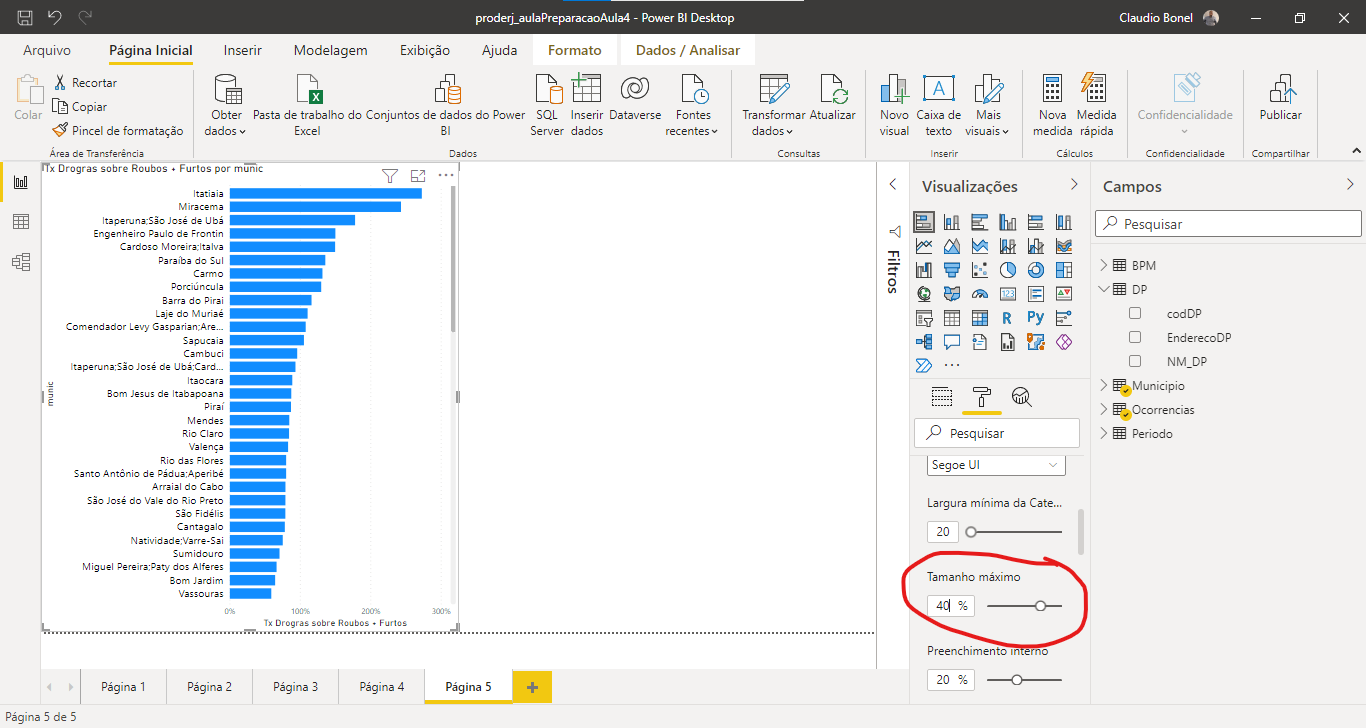 proderj_aulaPreparacaoAula4 - Power BI Desktop
Claudio Bonel
Arquivo
Página Inicial
Inserir
Modelagem
Exibição
Ajuda
Formato
Dados / Analisar
Colar
Recortar
Copiar
Pincel de formatação
Área de Transferência
Obter
dados
Pasta de trabalho do
Excel
Conjuntos de dados do Power
BI
SQL
Server
Inserir
dados
Dataverse
Fontes
recentes
Dados
Transformar
dados
Atualizar
Consultas
Novo
visual
Caixa de
texto
Mais
visuais
Inserir
Nova
medida
Medida
rápida
Cálculos
Confidencialidade
Confidencialidade
Publicar
Compartilhar
Tx Drogras sobre Roubos + Furtos por munic
munic
Itatiaia
Miracema
Itaperuna;São José de Ubá
Engenheiro Paulo de Frontin
Cardoso Moreira;Italva
Paraíba do Sul
Carmo
Porciúncula
Barra do Pirai
Laje do Muriaé
Comendador Levy Gasparian;Are...
Sapucaia
Cambuci
Itaperuna;São José de Ubá;Card...
Itaocara
Bom Jesus de Itabapoana
Piraí
Mendes
Rio Claro
Valença
Rio das Flores
Santo Antônio de Pádua;Aperibé
Arraial do Cabo
São José do Vale do Rio Preto
São Fidélis
Cantagalo
Natividade;Varre-Sai
Sumidouro
Miguel Pereira;Paty dos Alferes
Bom Jardim
Vassouras
0% 100% 200% 300%
Tx Drogras sobre Roubos + Furtos
Filtros
Visualizações
123
R
Py
Pesquisar
Segoe UI
Largura mínima da Cate...
20
Tamanho máximo
40 %
Preenchimento interno
20 %
Campos
Pesquisar
BPM
DP
codDP
EnderecoDP
NM_DP
Municipio
Ocorrencias
Periodo
Página 1
Página 2
Página 3
Página 4
Página 5
+
Página 5 de 5